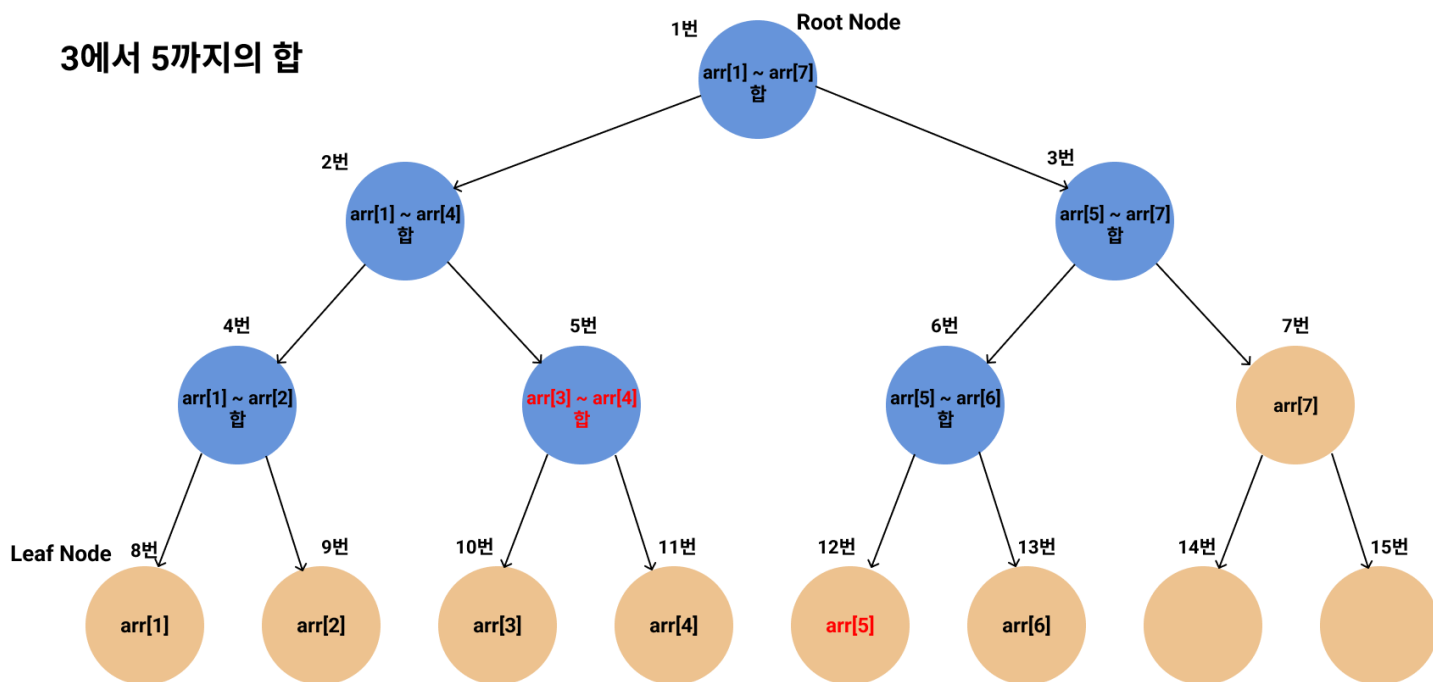 3에서 5까지의 합
1번
Root Node
arr[1] ~ arr[7]
합
2번
arr[1] ~ arr[4]
합
3번
arr[5] ~ arr[7]
합
4번
arr[1] ~ arr[2]
합
5번
arr[3] ~ arr[4]
합
6번
arr[5] ~ arr[6]
합
7번
arr[7]
Leaf Node
8번
arr[1]
9번
arr[2]
10번
arr[3]
11번
arr[4]
12번
arr[5]
13번
arr[6]
14번
15번